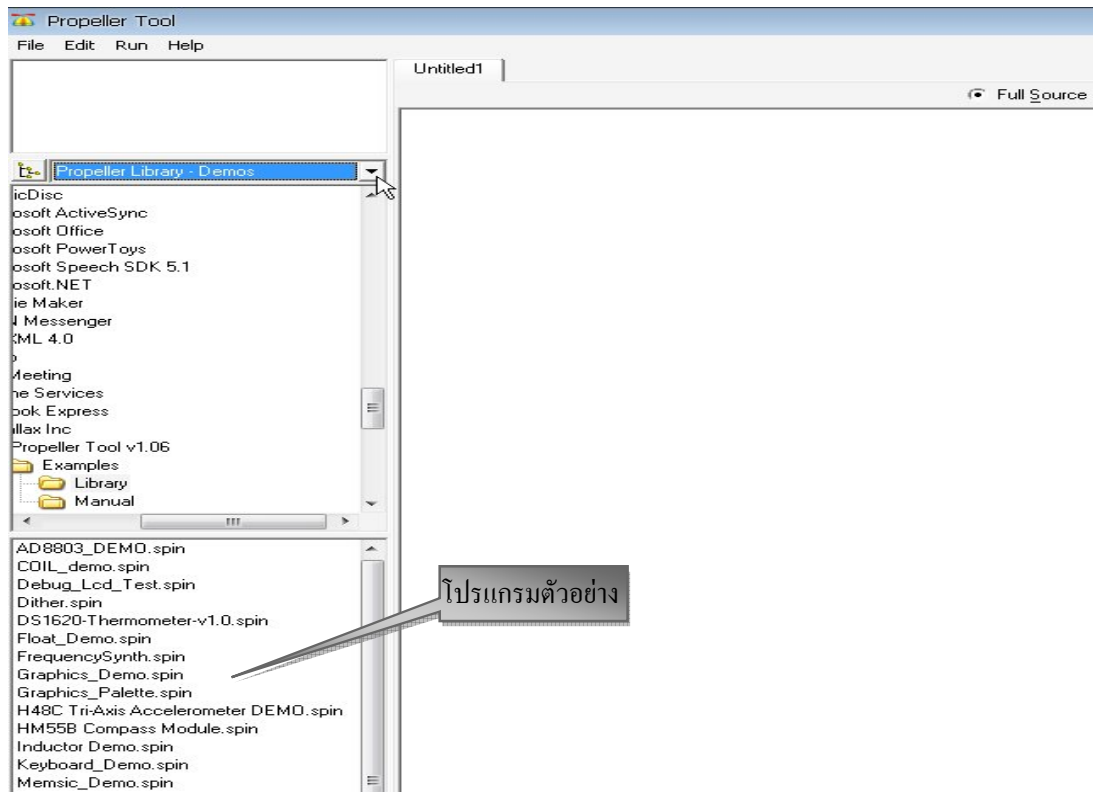 Propeller Tool
File Edit Run Help
Untitled1
Full Source
Propeller Library - Demos
icDisc
osoft ActiveSync
osoft Office
osoft PowerToys
osoft Speech SDK 5.1
osoft.NET
ie Maker
Messenger
XML 4.0
Meeting
ne Services
ook Express
llax Inc
Propeller Tool v1.06
Examples
Library
Manual
AD8803_DEMO.spin
COIL_demo.spin
Debug_Lcd_Test.spin
Dither.spin
DS1620-Thermometer-v1.0.spin
Float_Demo.spin
FrequencySynth.spin
Graphics_Demo.spin
Graphics_Palette.spin
H48C Tri-Axis Accelerometer DEMO.spin
HM55B Compass Module.spin
Inductor Demo.spin
Keyboard_Demo.spin
Memsic_Demo.spin
โปรแกรมตัวอย่าง